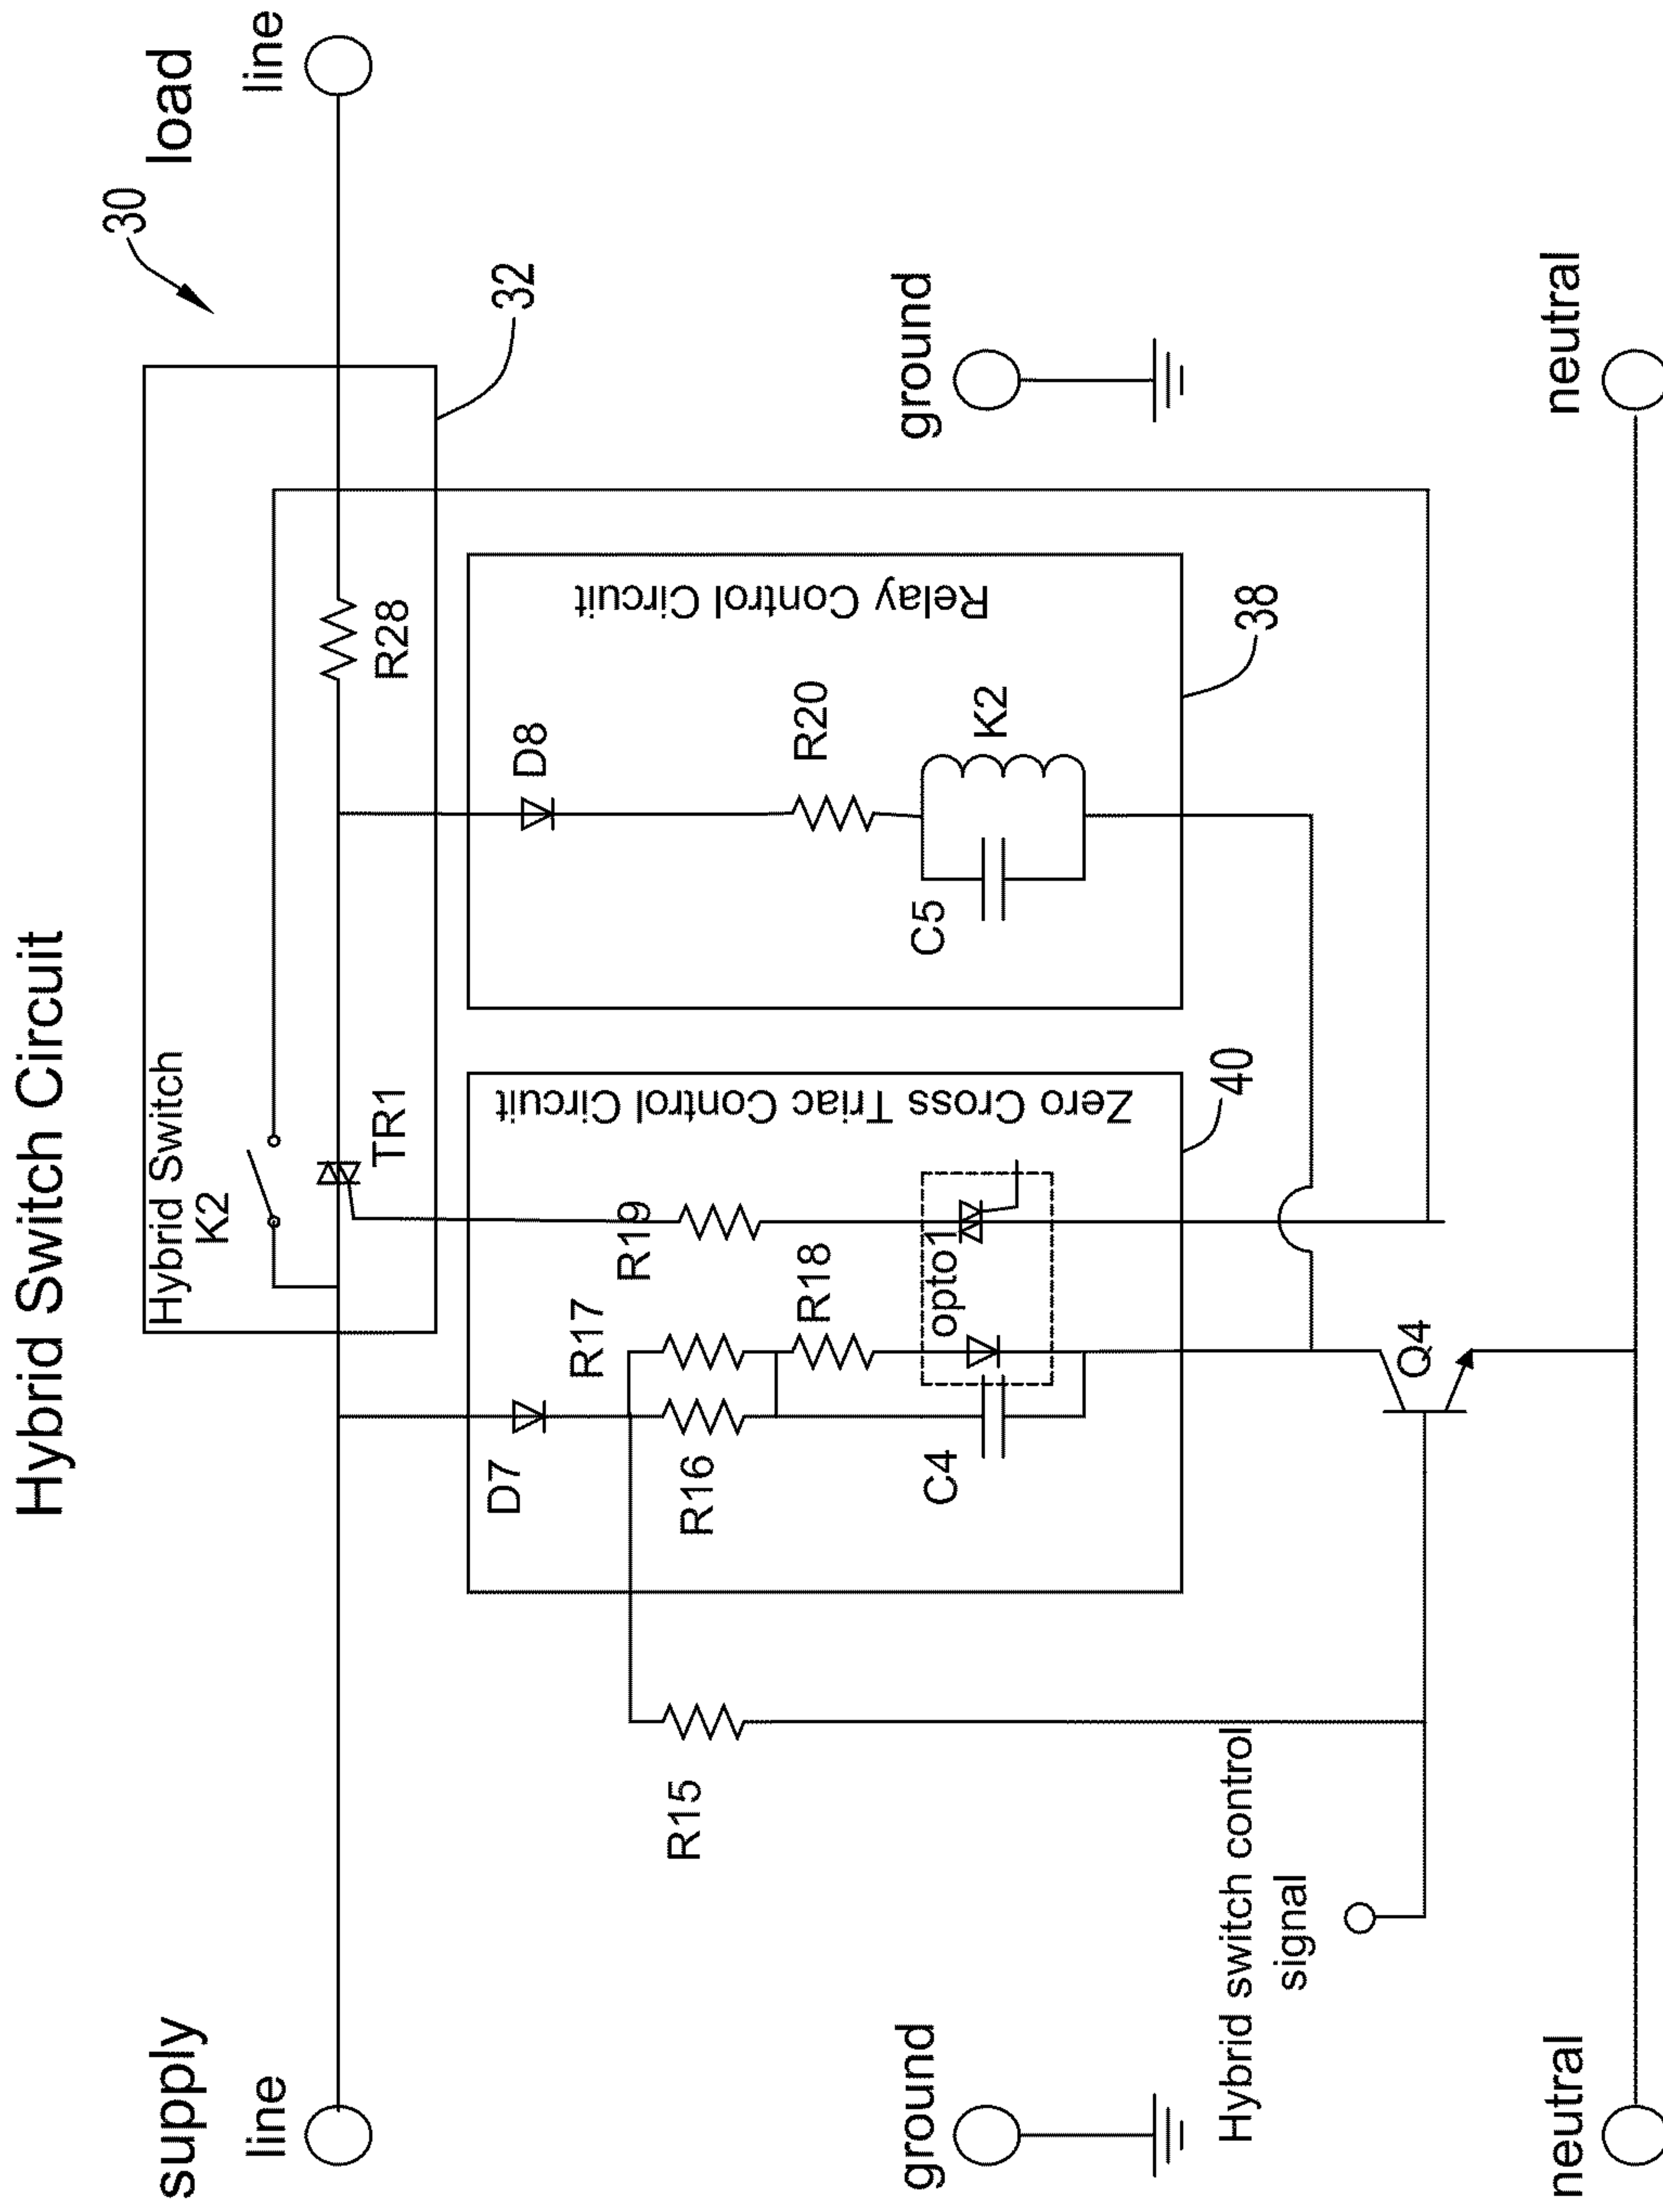 Hybrid Switch Circuit
supply
line
load
line
30
32
Hybrid Switch
K2
TR1
R28
D7
D8
R17
R16
R19
R18
R15
opto1
C4
Zero Cross Triac Control Circuit
40
R20
K2
C5
Relay Control Circuit
38
ground
ground
Hybrid switch control
signal
Q4
neutral
neutral